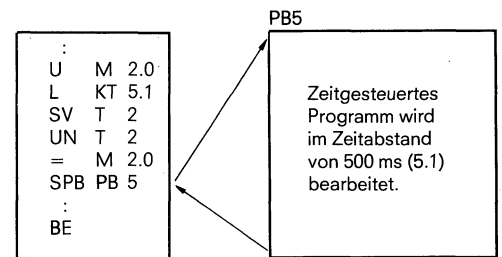 PB5
:
U M 2.0
L KT 5.1
SV T 2
UN T 2
= M 2.0
SPB PB 5
:
BE
Zeitgesteuertes
Programm wird
im Zeitabstand
von 500 ms (5.1)
bearbeitet.